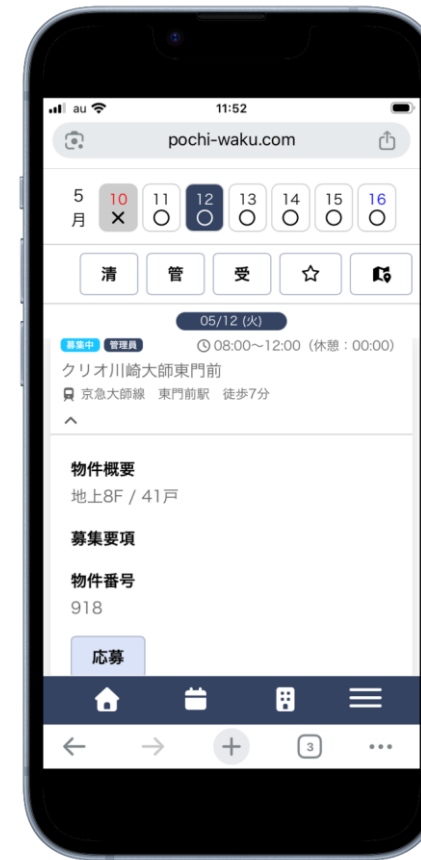 au 11:52
pochi-waku.com
5月 10 11 12 13 14 15 16
× ○ ○ ○ ○ ○ ○
清 管 受
05/12 (火)
募集中 管理員 08:00～12:00（休憩：00:00）
クリオ川崎大師東門前
京急大師線 東門前駅 徒歩7分
物件概要
地上8F / 41戸
募集要項
物件番号
918
応募
3